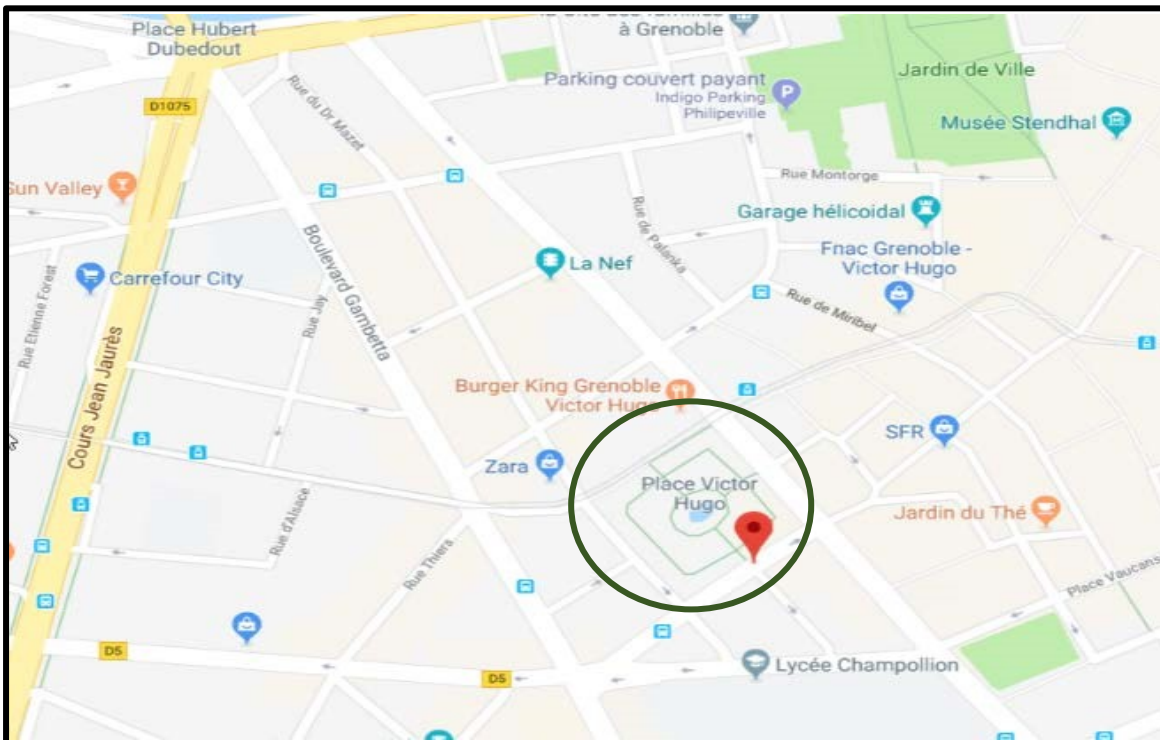 Place Hubert
Dubedout
à Grenoble
Parking couvert payant
Indigo Parking
Philipeville
P
Jardin de Ville
Musée Stendhal
D1075
Rue du Dr Mazet
Sun Valley
Rue Montorge
Garage hélicoidal
Rue de Palanka
Fnac Grenoble -
Victor Hugo
La Nef
Carrefour City
Boulevard Gambetta
Rue Etienne Forest
Rue Jay
Rue de Miribel
Cours Jean Jaurès
Burger King Grenoble
Victor Hugo
SFR
Zara
Place Victor
Hugo
Jardin du Thé
Rue d'Alsace
Rue Thiers
Place Vaucans
D5
D5
Lycée Champollion